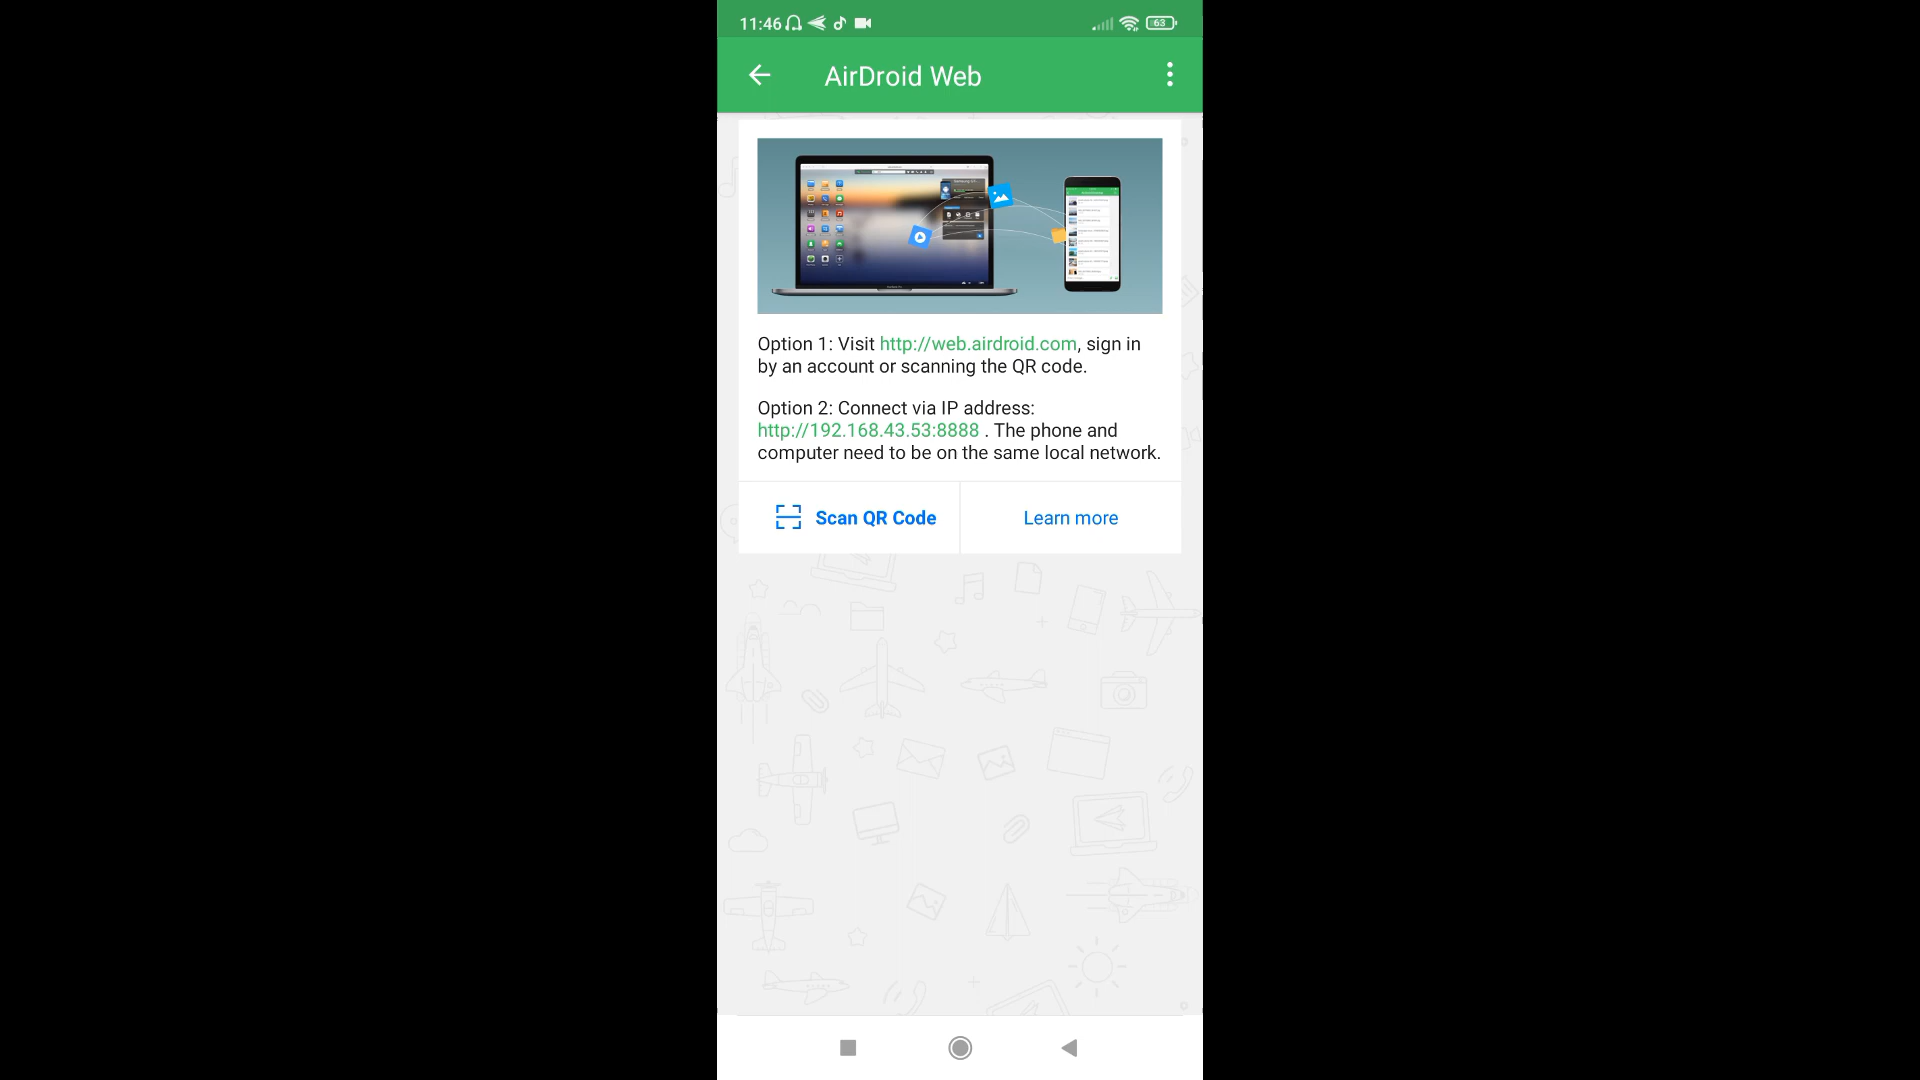 11:46
63
AirDroid Web
Option 1: Visit http://web.airdroid.com, sign in
by an account or scanning the QR code.
Option 2: Connect via IP address:
http://192.168.43.53:8888 . The phone and
computer need to be on the same local network.
Scan QR Code
Learn more